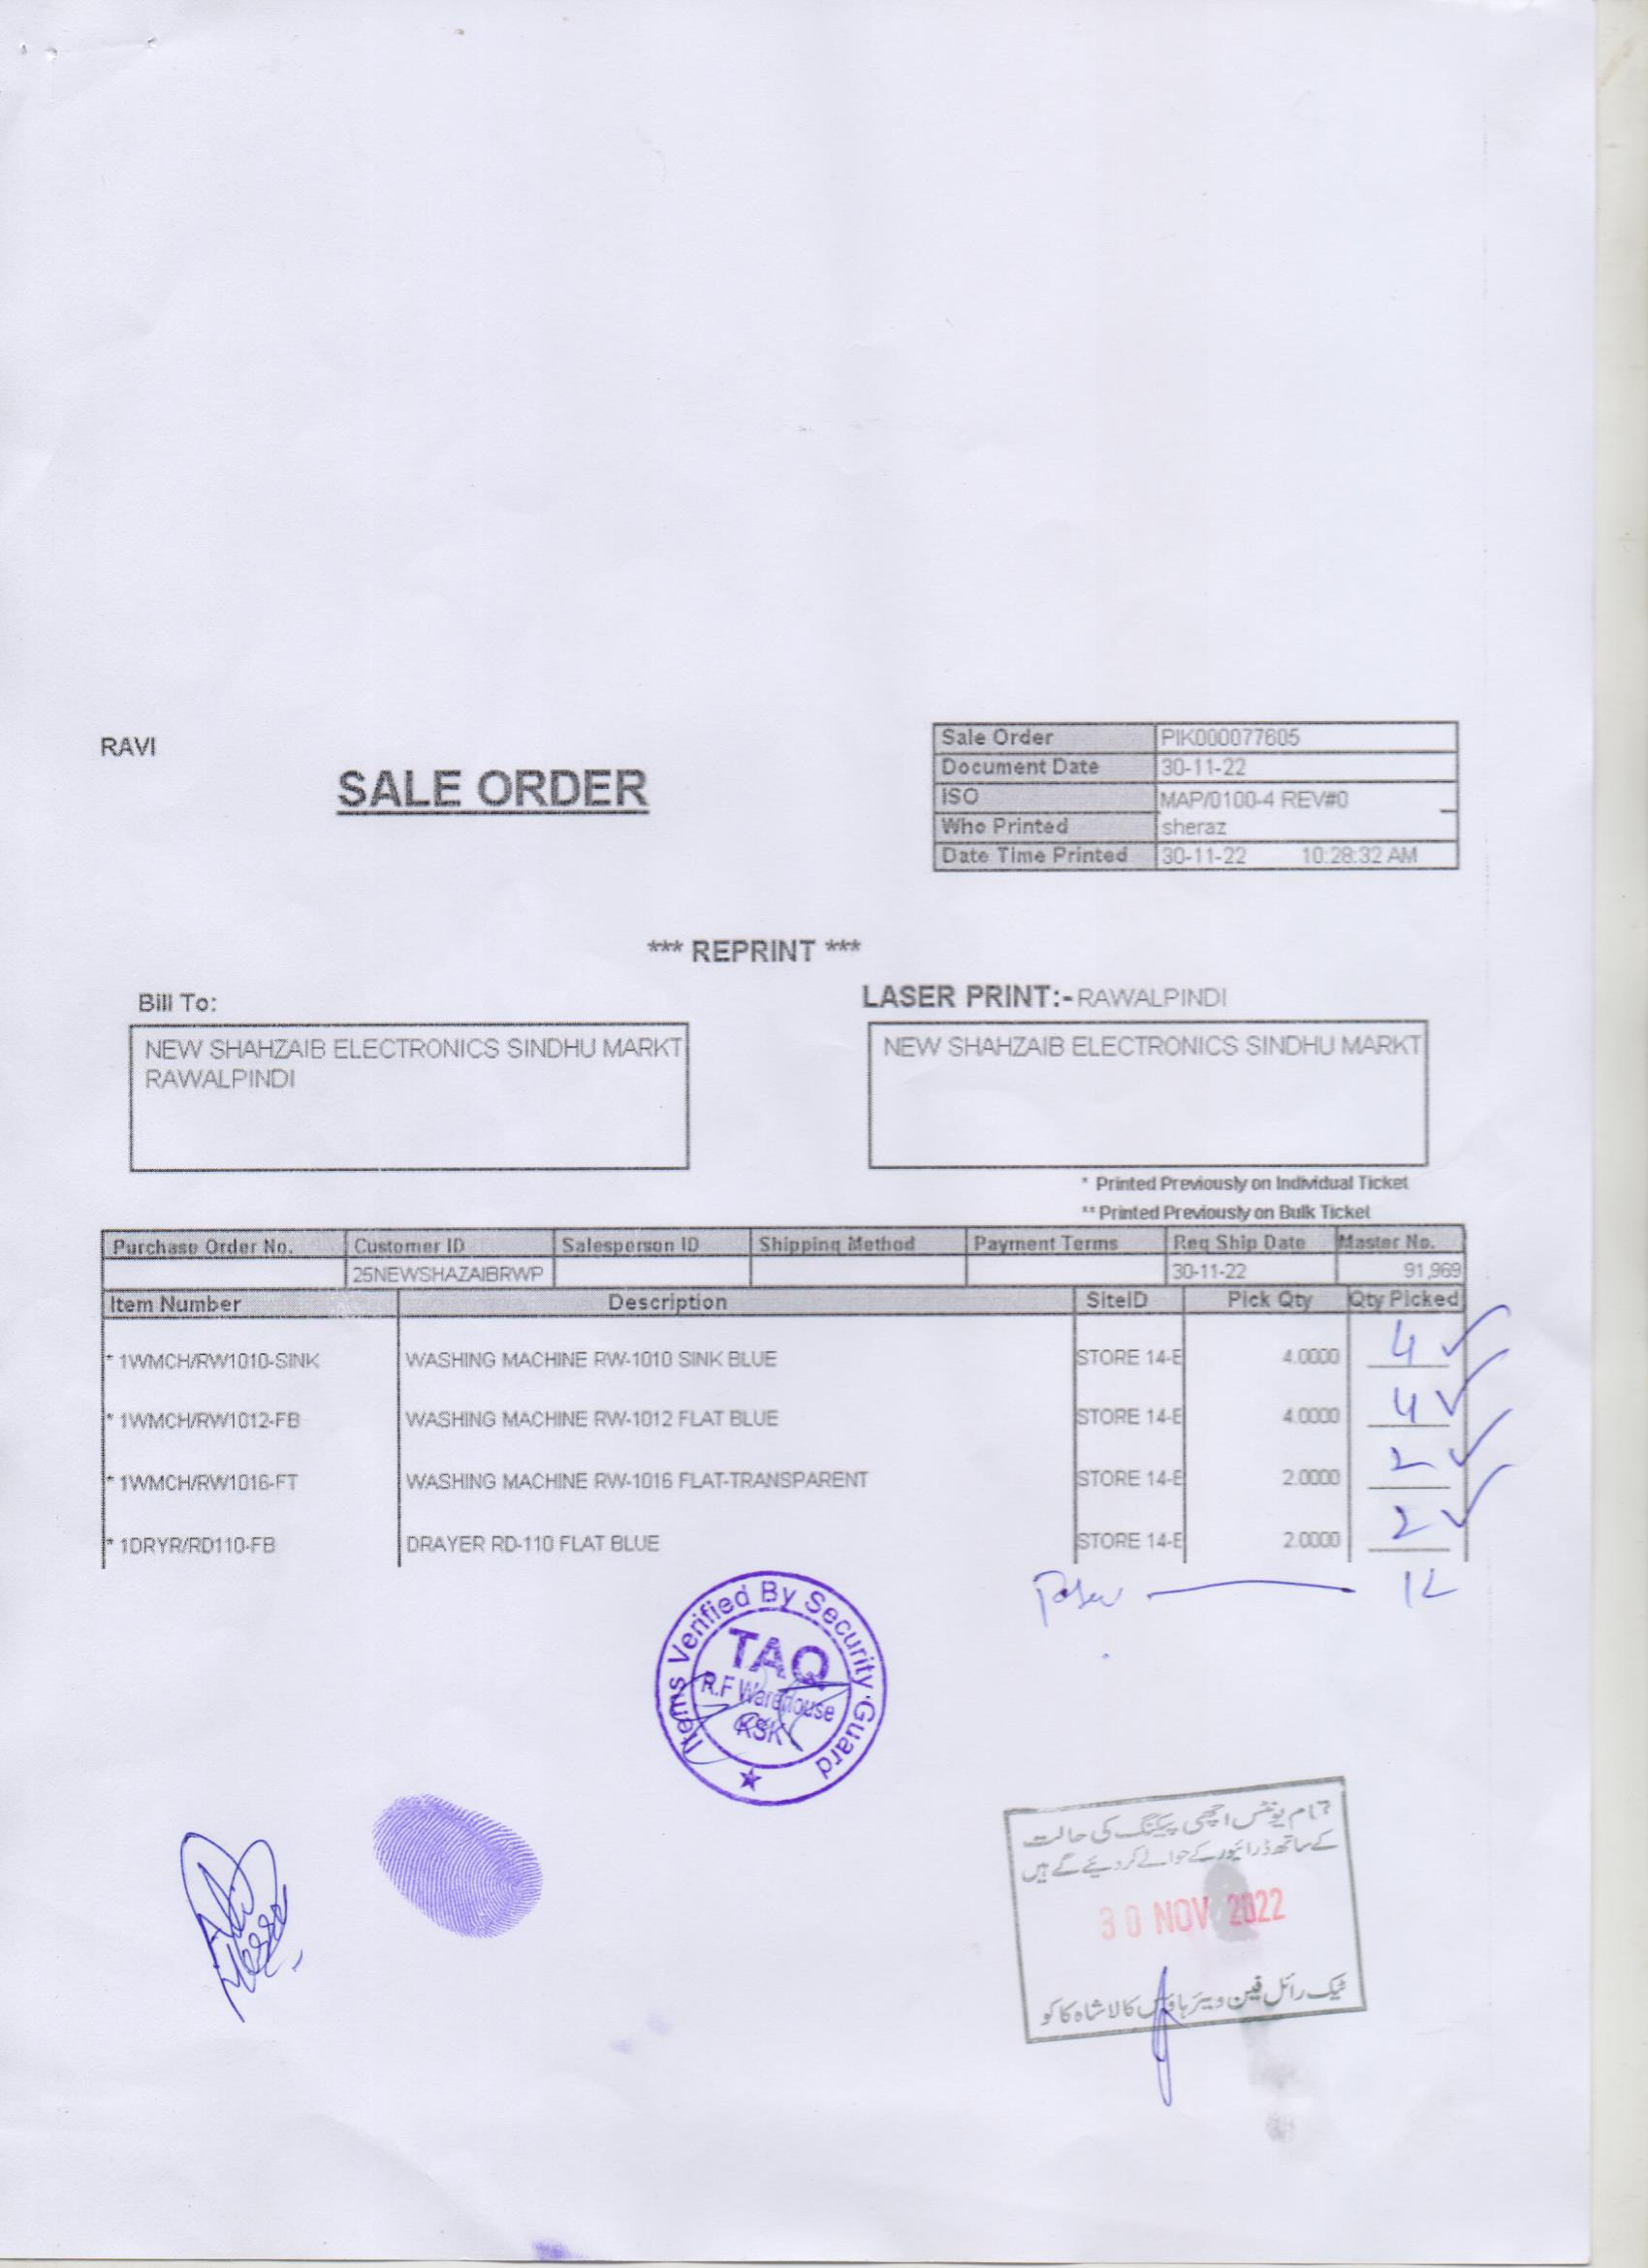 RAVI
SALE ORDER
Sale Order PIK000077605
Document Date 30-11-22
ISO MAP/0100-4 REV#0
Who Printed sheraz
Date Time Printed 30-11-22 10:28:32 AM
*** REPRINT ***
Bill To:
LASER PRINT:- RAWALPINDI
NEW SHAHZAIB ELECTRONICS SINDHU MARKT
RAWALPINDI
NEW SHAHZAIB ELECTRONICS SINDHU MARKT
* Printed Previously on Individual Ticket
** Printed Previously on Bulk Ticket
Purchase Order No. Customer ID Salesperson ID Shipping Method Payment Terms Req Ship Date Master No.
25NEWSHAZAIBRWP 30-11-22 91,969
Item Number Description SiteID Pick Qty Qty Picked
* 1WMCH/RW1010-SINK WASHING MACHINE RW-1010 SINK BLUE STORE 14-E 4.0000 4 ✓
* 1WMCH/RW1012-FB WASHING MACHINE RW-1012 FLAT BLUE STORE 14-E 4.0000 4 ✓
* 1WMCH/RW1016-FT WASHING MACHINE RW-1016 FLAT-TRANSPARENT STORE 14-E 2.0000 2 ✓
* 1DRYR/RD110-FB DRAYER RD-110 FLAT BLUE STORE 14-E 2.0000 2 ✓
12
Items Verified By Security Guard
TAQ
R.F Warehouse
KSK
تمام یونٹس اچھی پیکینگ کی حالت
کے ساتھ ڈرائیور کے حوالے کر دیئے گے ہیں
30 NOV 2022
ٹیک رائل فین ویئر ہاؤس کالا شاہ کاکو